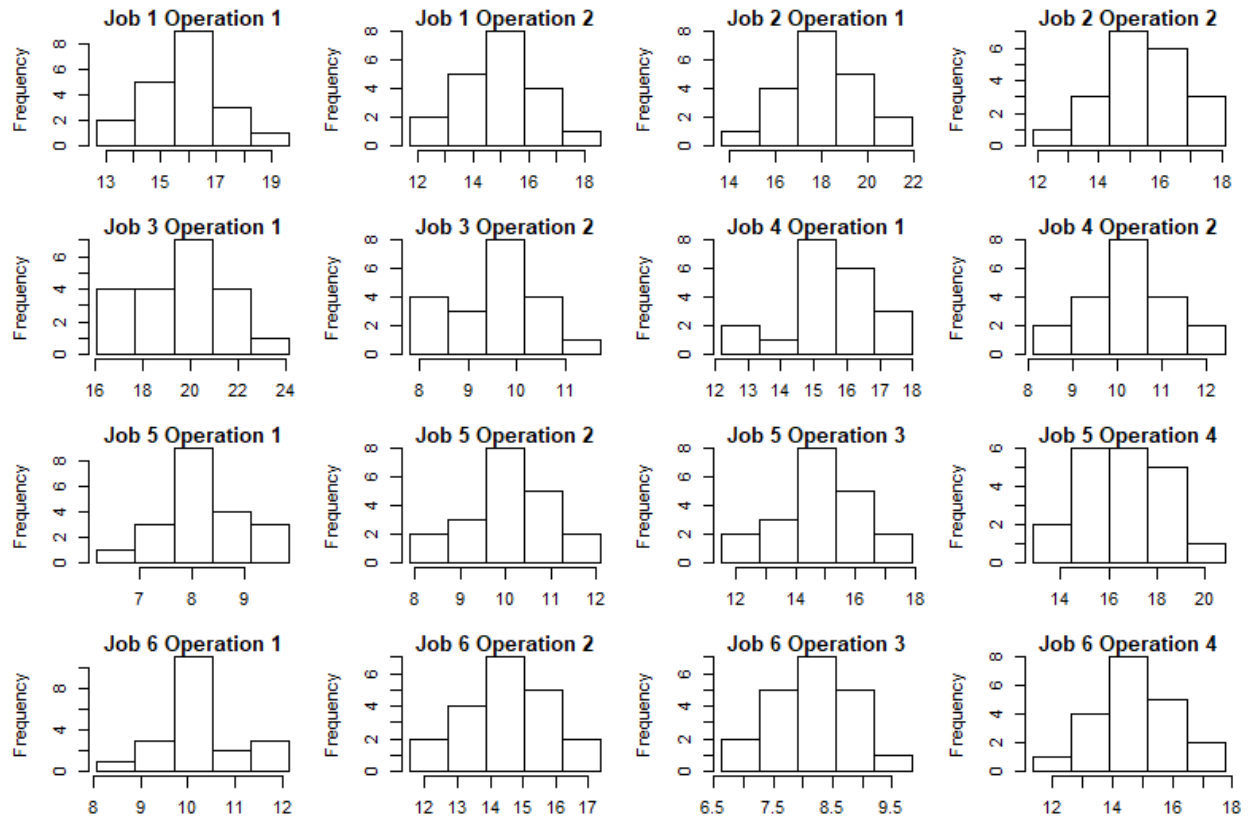 Job 1 Operation 1
Frequency
0 2 4 6 8
13 15 17 19
Job 1 Operation 2
Frequency
0 2 4 6 8
12 14 16 18
Job 2 Operation 1
Frequency
0 2 4 6 8
14 16 18 20 22
Job 2 Operation 2
Frequency
0 2 4 6
12 14 16 18
Job 3 Operation 1
Frequency
0 2 4 6
16 18 20 22 24
Job 3 Operation 2
Frequency
0 2 4 6 8
8 9 10 11
Job 4 Operation 1
Frequency
0 2 4 6 8
12 13 14 15 16 17 18
Job 4 Operation 2
Frequency
0 2 4 6 8
8 9 10 11 12
Job 5 Operation 1
Frequency
0 2 4 6 8
7 8 9
Job 5 Operation 2
Frequency
0 2 4 6 8
8 9 10 11 12
Job 5 Operation 3
Frequency
0 2 4 6 8
12 14 16 18
Job 5 Operation 4
Frequency
0 2 4 6
14 16 18 20
Job 6 Operation 1
Frequency
0 4 8
8 9 10 11 12
Job 6 Operation 2
Frequency
0 2 4 6
12 13 14 15 16 17
Job 6 Operation 3
Frequency
0 2 4 6
6.5 7.5 8.5 9.5
Job 6 Operation 4
Frequency
0 2 4 6 8
12 14 16 18